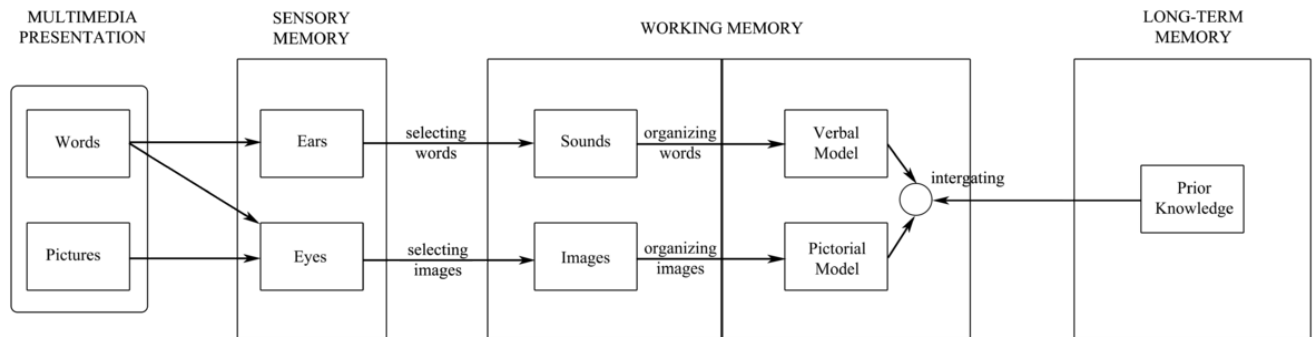 MULTIMEDIA
PRESENTATION
SENSORY
MEMORY
WORKING MEMORY
LONG-TERM
MEMORY
Words
Ears
selecting
words
Sounds
organizing
words
Verbal
Model
intergating
Prior
Knowledge
Pictures
Eyes
selecting
images
Images
organizing
images
Pictorial
Model